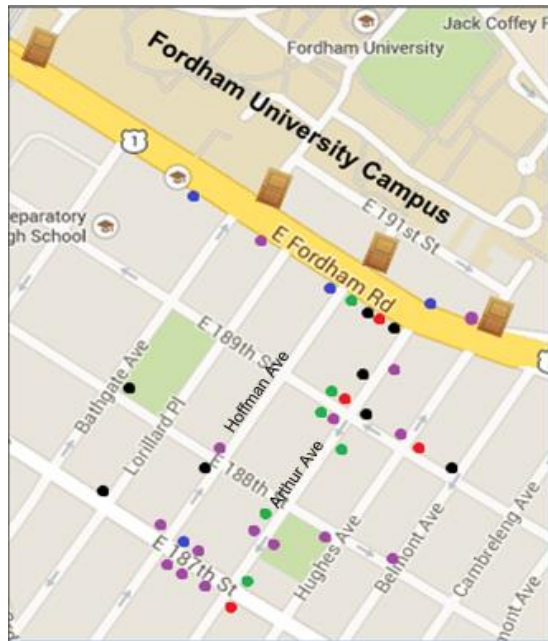 Jack Coffey F
Fordham University
Fordham University Campus
1
eparatory
gh School
E 191st St
E Fordham Rd
E 189th St
Bathgate Ave
Hoffman Ave
Lorillard Pl
E 188th
Arthur Ave
E 187th St
Hughes Ave
Belmont Ave
Cambreleng Ave
mont Ave